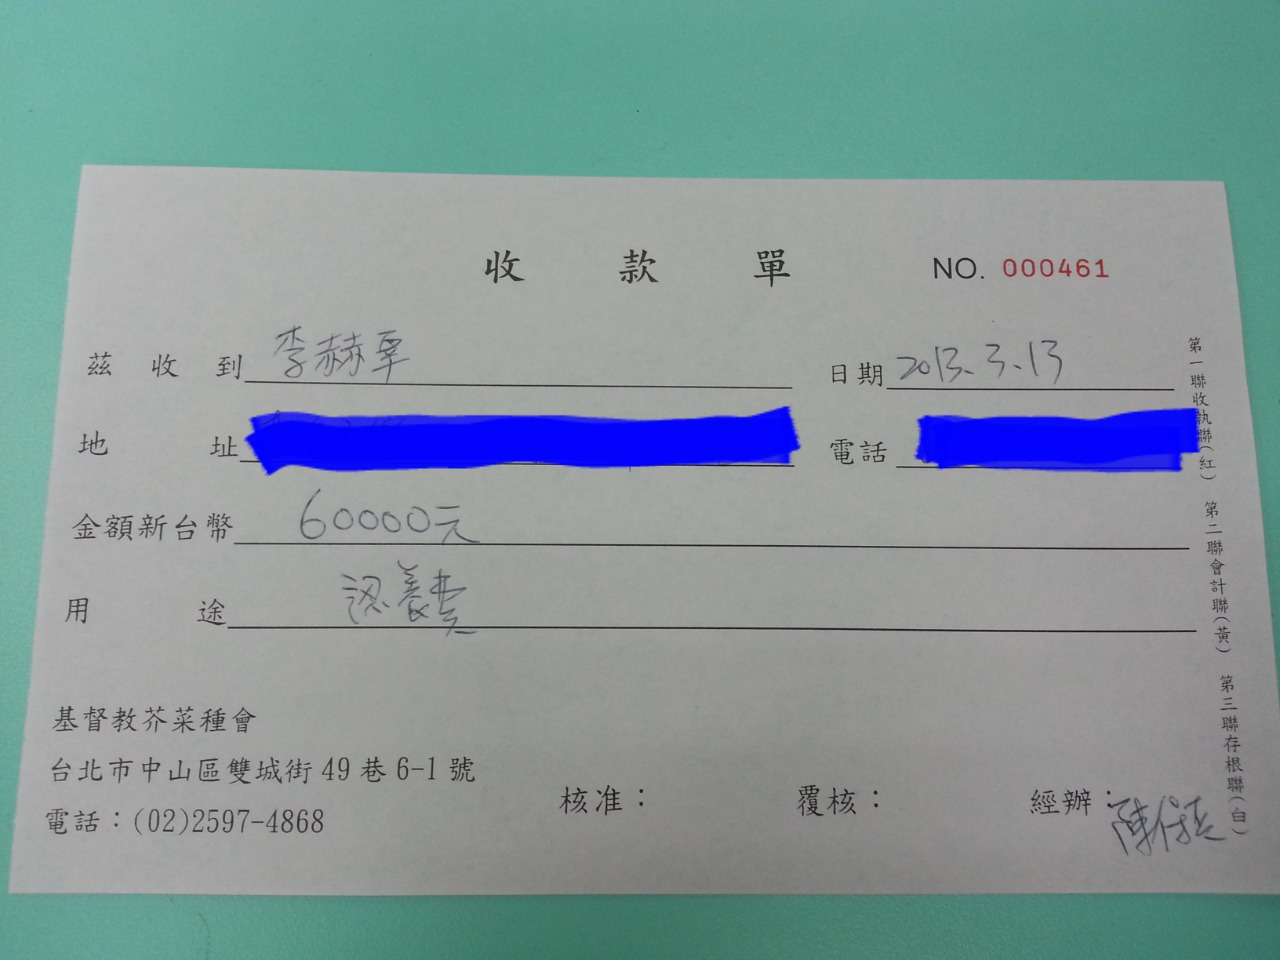 收款單 NO. 000461
茲收到 李赫覃 日期 2013.3.13
地址 電話
金額新台幣 60000元
用途 認養費
基督教芥菜種會
台北市中山區雙城街49巷6-1號
電話：(02)2597-4868
核准： 覆核： 經辦：
第一聯收執聯(紅) 第二聯會計聯(黃) 第三聯存根聯(白)